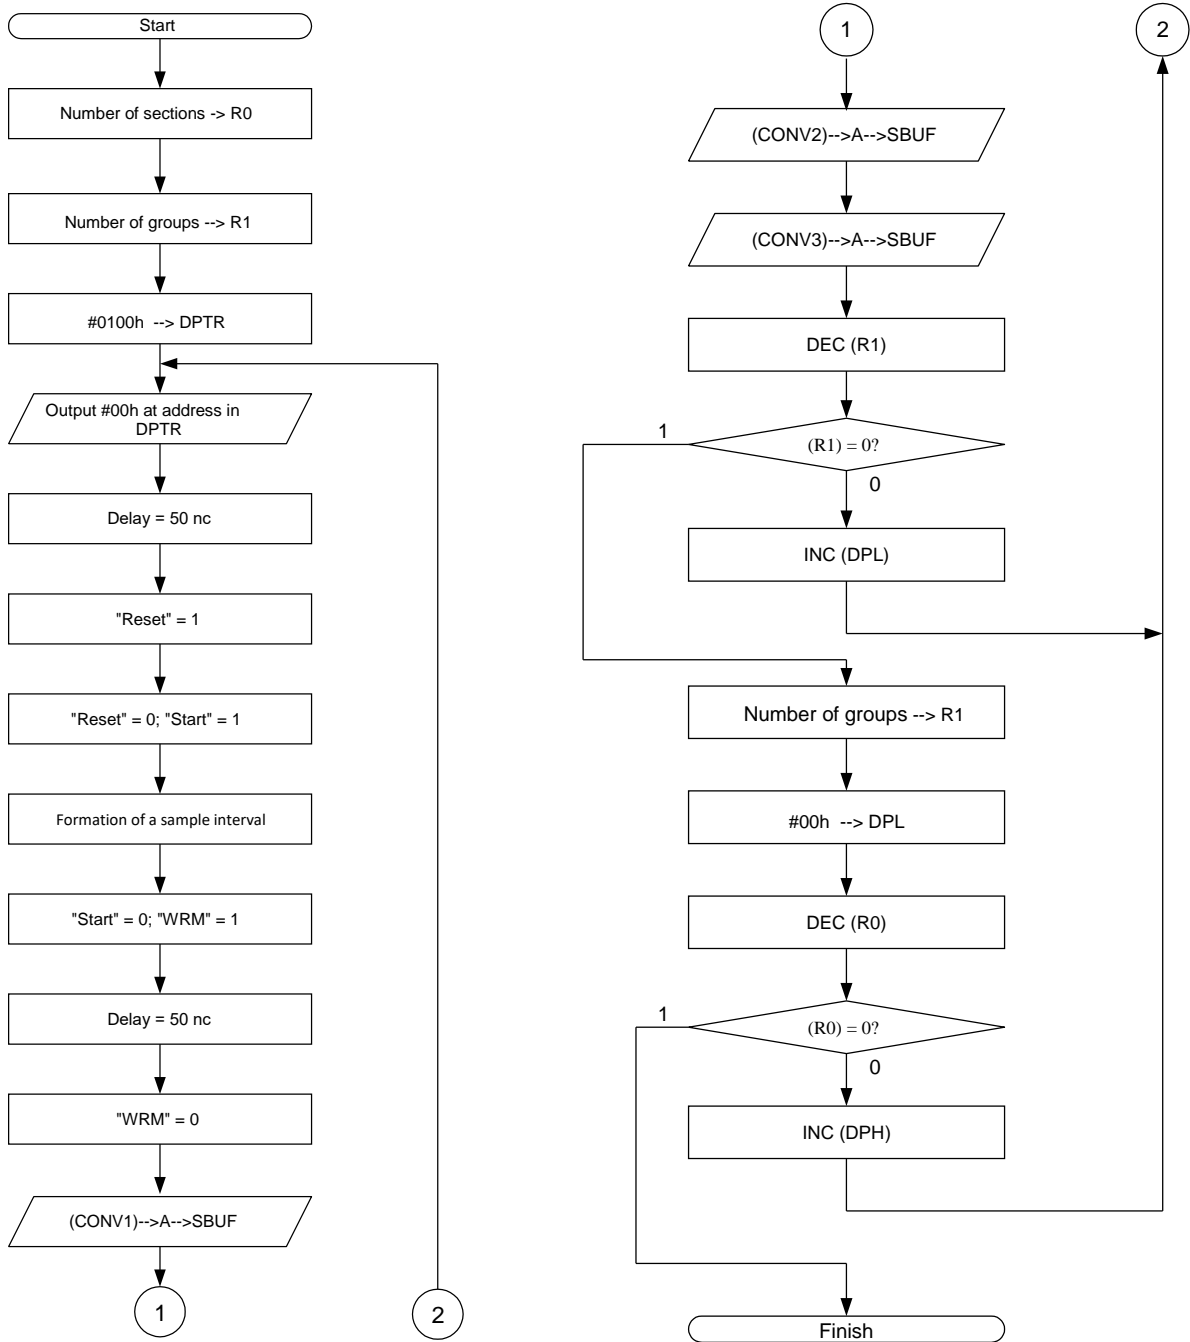 Start
Number of sections -> R0
Number of groups --> R1
#0100h --> DPTR
Output #00h at address in
DPTR
Delay = 50 nc
"Reset" = 1
"Reset" = 0; "Start" = 1
Formation of a sample interval
"Start" = 0; "WRM" = 1
Delay = 50 nc
"WRM" = 0
(CONV1)-->A-->SBUF
1
2
1
2
(CONV2)-->A-->SBUF
(CONV3)-->A-->SBUF
DEC (R1)
1
(R1) = 0?
0
INC (DPL)
Number of groups --> R1
#00h --> DPL
DEC (R0)
1
(R0) = 0?
0
INC (DPH)
Finish